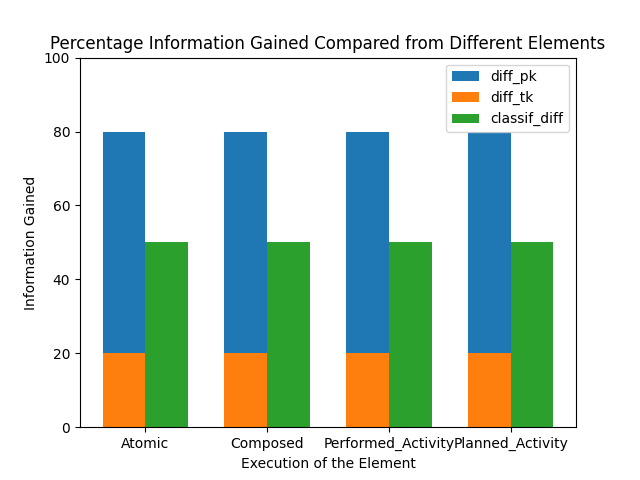 Percentage Information Gained Compared from Different Elements
100
80
60
40
20
0
Information Gained
diff_pk
diff_tk
classif_diff
Atomic Composed Performed_Activity Planned_Activity
Execution of the Element